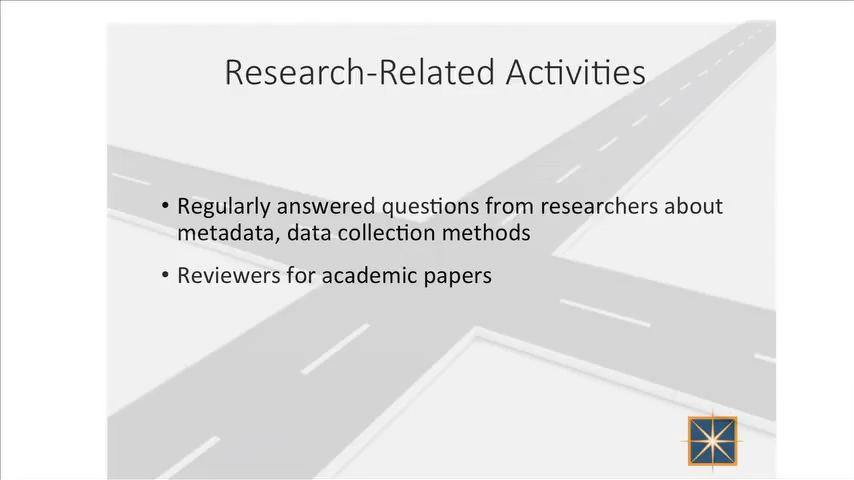 Research-Related Activities
• Regularly answered questions from researchers about
metadata, data collection methods
• Reviewers for academic papers